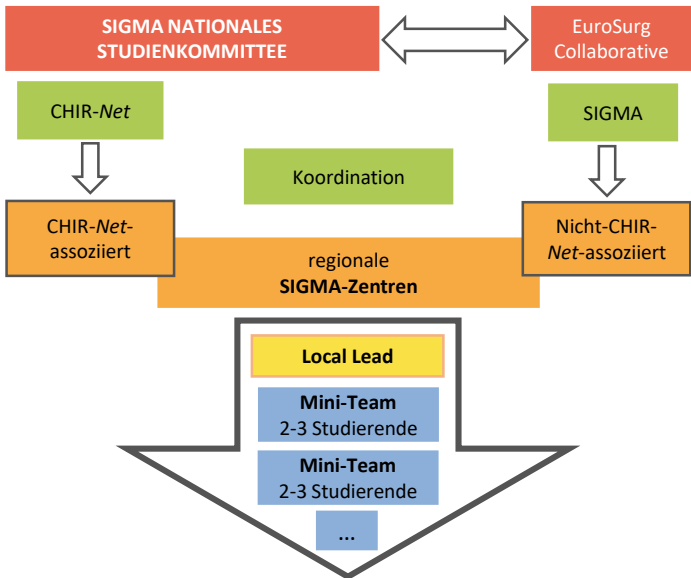 SIGMA NATIONALES
STUDIENKOMMITTEE
EuroSurg
Collaborative
CHIR-Net
SIGMA
Koordination
CHIR-Net-
assoziiert
Nicht-CHIR-
Net-assoziiert
regionale
SIGMA-Zentren
Local Lead
Mini-Team
2-3 Studierende
Mini-Team
2-3 Studierende
...